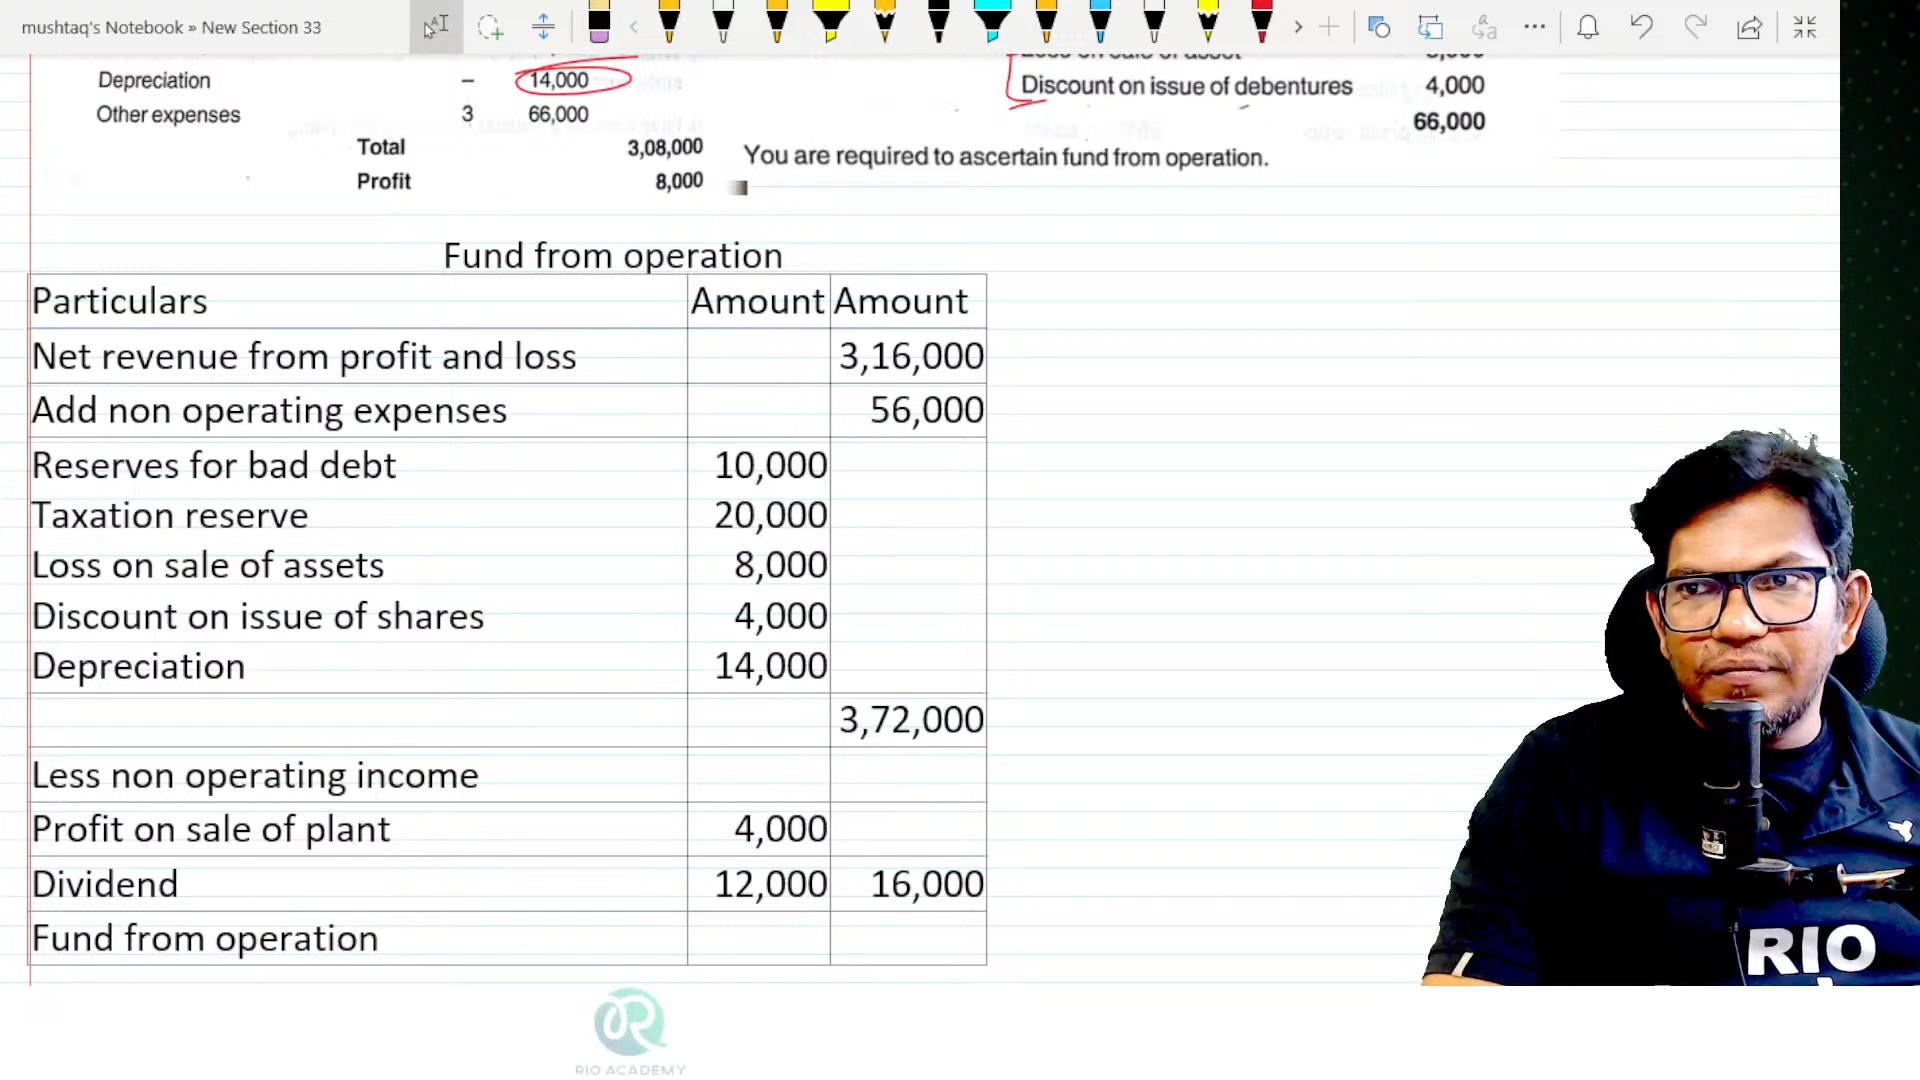 mushtaq's Notebook » New Section 33
Depreciation – 14,000
Other expenses 3 66,000
Total 3,08,000
Profit 8,000
Discount on issue of debentures 4,000
66,000
You are required to ascertain fund from operation.
Fund from operation
Particulars Amount Amount
Net revenue from profit and loss 3,16,000
Add non operating expenses 56,000
Reserves for bad debt 10,000
Taxation reserve 20,000
Loss on sale of assets 8,000
Discount on issue of shares 4,000
Depreciation 14,000
3,72,000
Less non operating income
Profit on sale of plant 4,000
Dividend 12,000 16,000
Fund from operation
RIO
RIO ACADEMY